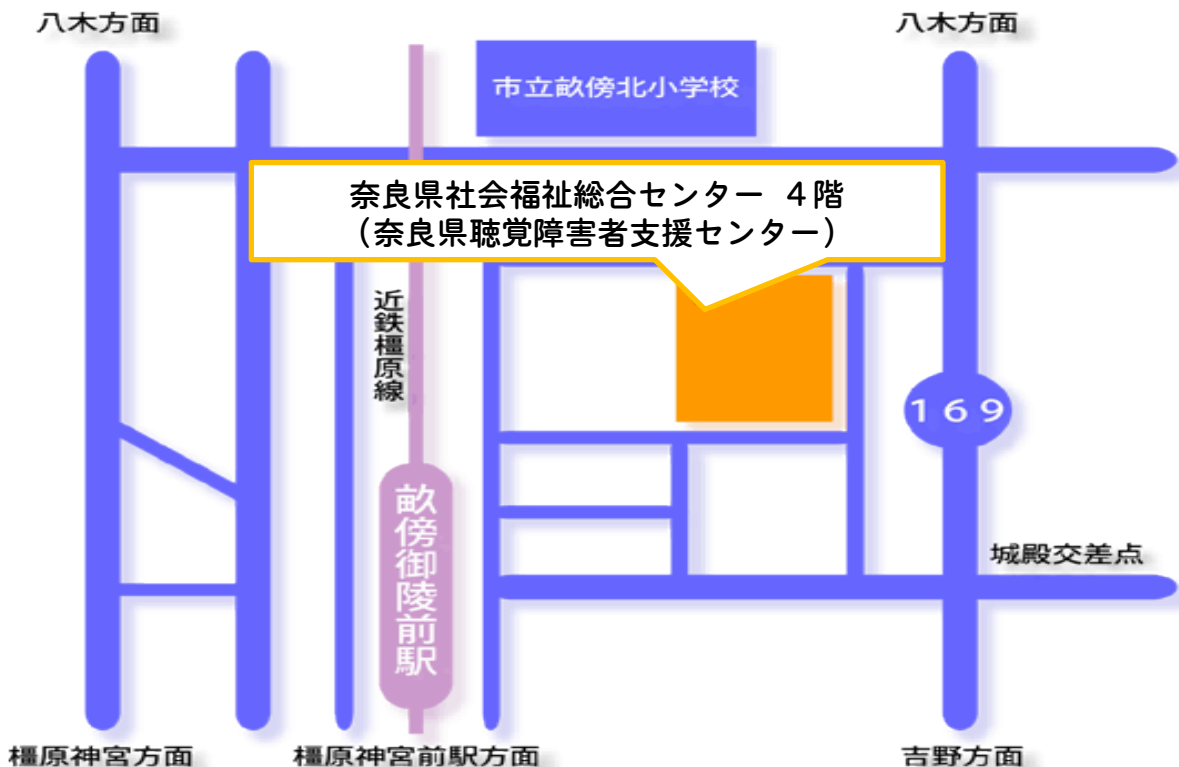 八木方面
八木方面
市立畝傍北小学校
奈良県社会福祉総合センター ４階
（奈良県聴覚障害者支援センター）
近鉄橿原線
１６９
畝傍御陵前駅
城殿交差点
橿原神宮方面
橿原神宮前駅方面
吉野方面